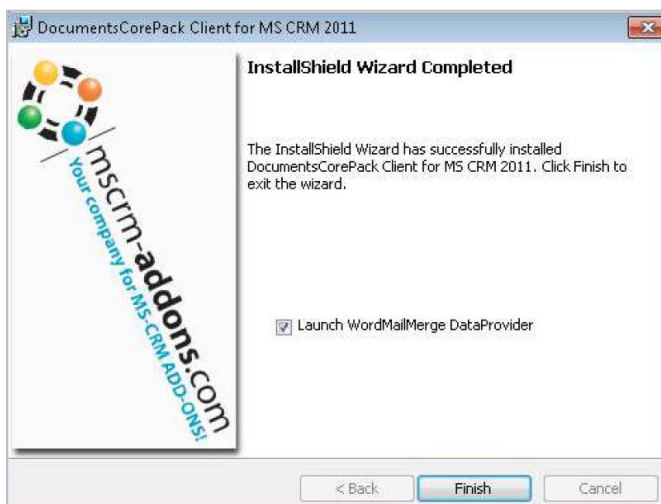 DocumentsCorePack Client for MS CRM 2011
InstallShield Wizard Completed
The InstallShield Wizard has successfully installed
DocumentsCorePack Client for MS CRM 2011. Click Finish to
exit the wizard.
mscrm-addons.com
Your company for MS-CRM ADD-ONS!
Launch WordMailMerge DataProvider
< Back
Finish
Cancel